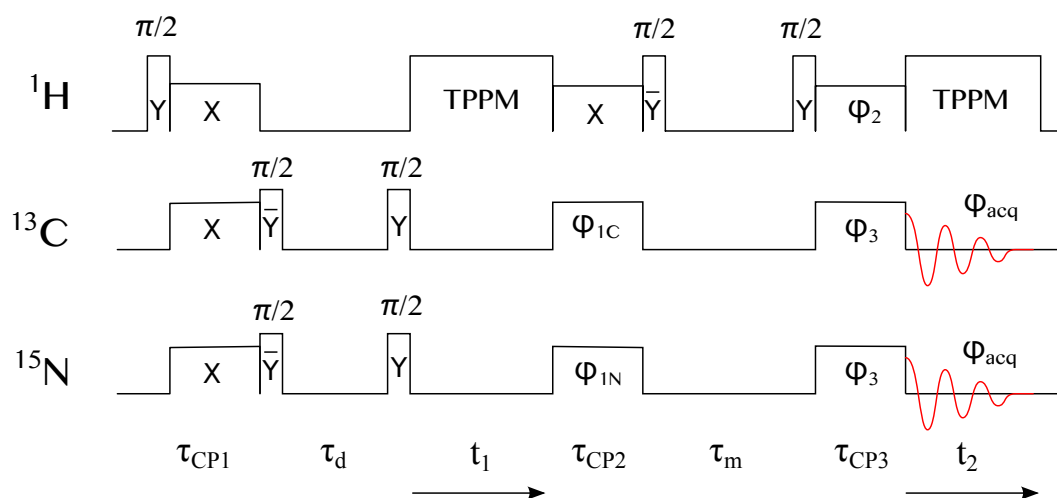 π/2 π/2 π/2
¹H Y X TPPM X Ȳ Y φ₂ TPPM
π/2 π/2
¹³C X Ȳ Y φ₁C φ₃ φacq
π/2 π/2
¹⁵N X Ȳ Y φ₁N φ₃ φacq
τCP1 τd t₁ τCP2 τm τCP3 t₂